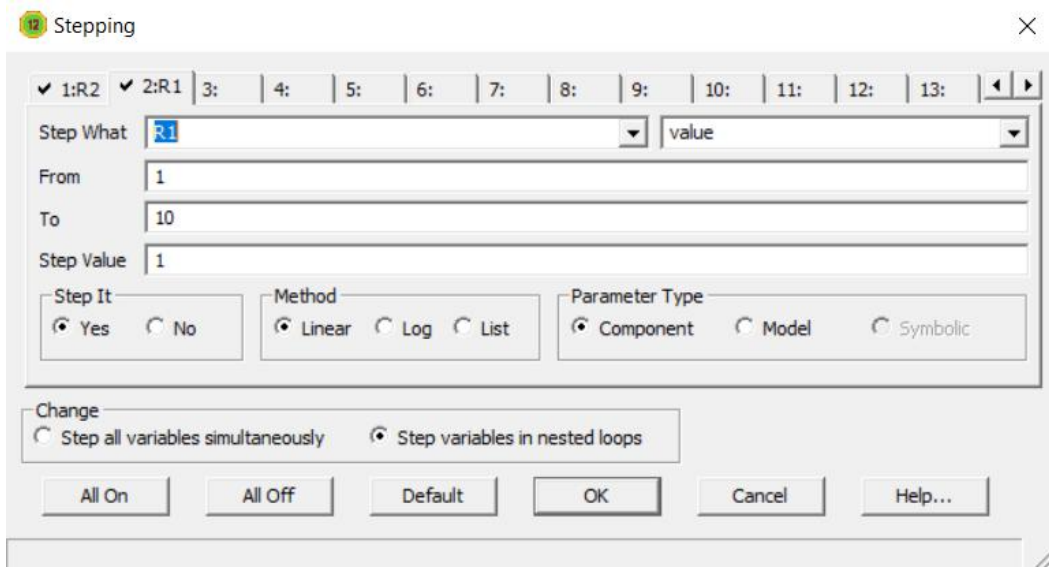 12 Stepping
1:R2 2:R1 3: 4: 5: 6: 7: 8: 9: 10: 11: 12: 13:
Step What R1 value
From 1
To 10
Step Value 1
Step It Method Parameter Type
Yes No Linear Log List Component Model Symbolic
Change
Step all variables simultaneously Step variables in nested loops
All On All Off Default OK Cancel Help...